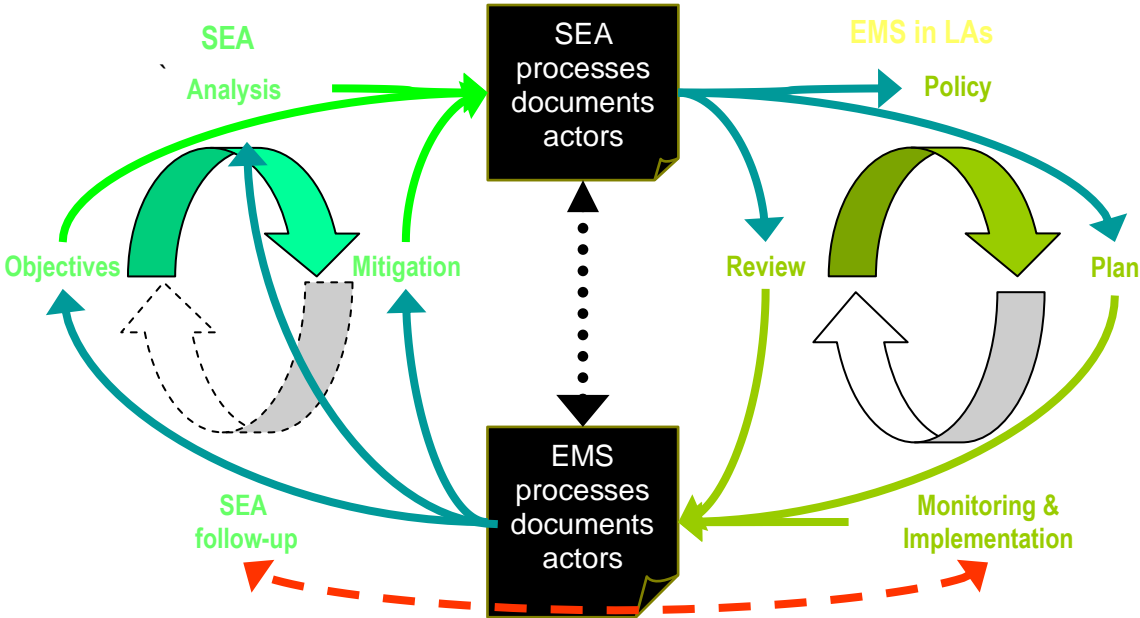 SEA
SEA
processes
documents
actors
EMS in LAs
`
Analysis
Policy
Objectives
Mitigation
Review
Plan
SEA
follow-up
EMS
processes
documents
actors
Monitoring &
Implementation